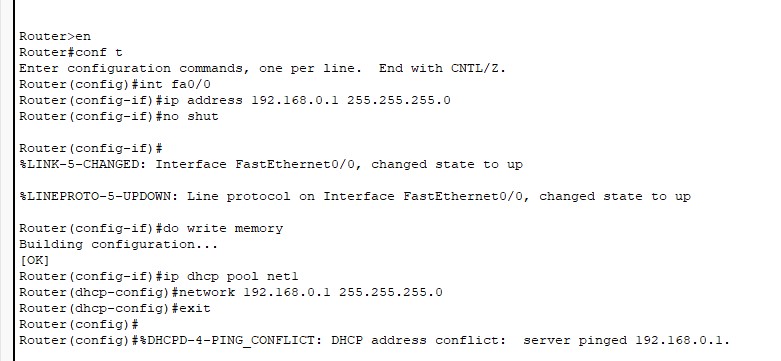 Router>en
Router#conf t
Enter configuration commands, one per line.  End with CNTL/Z.
Router(config)#int fa0/0
Router(config-if)#ip address 192.168.0.1 255.255.255.0
Router(config-if)#no shut
Router(config-if)#
%LINK-5-CHANGED: Interface FastEthernet0/0, changed state to up
%LINEPROTO-5-UPDOWN: Line protocol on Interface FastEthernet0/0, changed state to up
Router(config-if)#do write memory
Building configuration...
[OK]
Router(config-if)#ip dhcp pool net1
Router(dhcp-config)#network 192.168.0.1 255.255.255.0
Router(dhcp-config)#exit
Router(config)#
Router(config)#%DHCPD-4-PING_CONFLICT: DHCP address conflict:  server pinged 192.168.0.1.